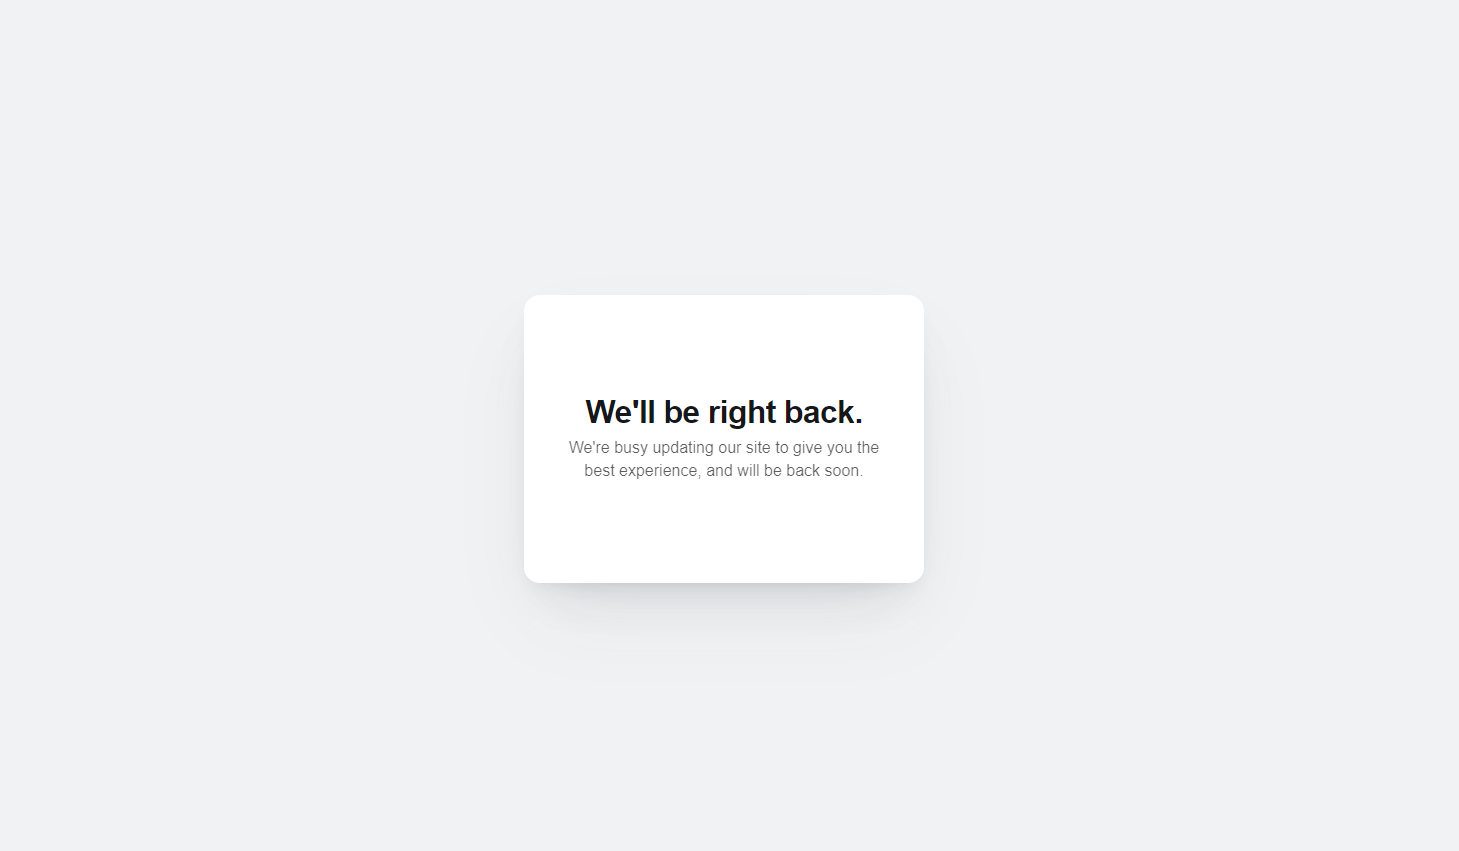 We'll be right back.
We're busy updating our site to give you the
best experience, and will be back soon.